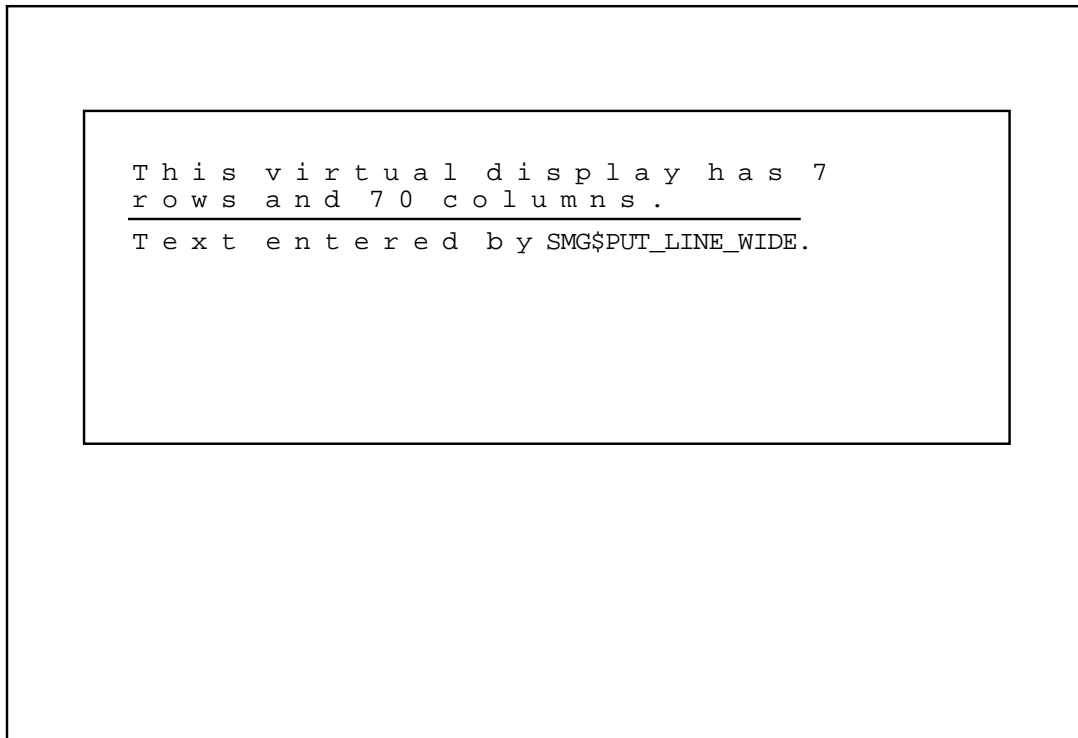 This virtual display has 7
rows and 70 columns.
Text entered by SMG$PUT_LINE_WIDE.